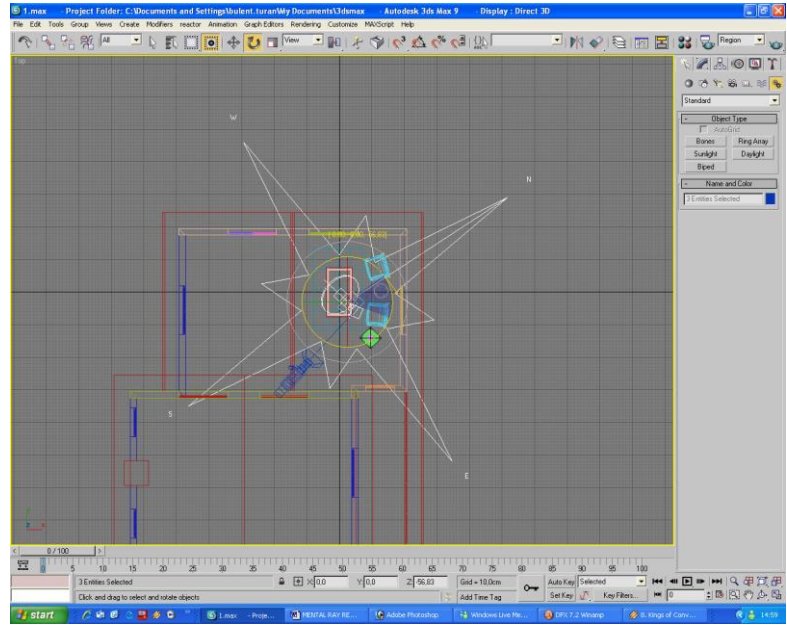 1.max - Project Folder: C:\Documents and Settings\bulent.turan\My Documents\3dsmax - Autodesk 3ds Max 9 - Display : Direct 3D
File Edit Tools Group Views Create Modifiers reactor Animation Graph Editors Rendering Customize MAXScript Help
All View Region
Top
W
N
S
E
Standard
- Object Type
AutoGrid
Bones Ring Array
Sunlight Daylight
Biped
- Name and Color
3 Entities Selected
0 / 100
0 5 10 15 20 25 30 35 40 45 50 55 60 65 70 75 80 85 90 95 100
3 Entities Selected X: 0,0 Y: 0,0 Z: -56,83 Grid = 10,0cm Auto Key Selected
Click and drag to select and rotate objects Add Time Tag Set Key Key Filters... 0
start 1.max - Proje... MENTAL RAY RE... Adobe Photoshop Windows Live Me... DFX 7.2 Winamp 8. Kings of Conv... 14:59